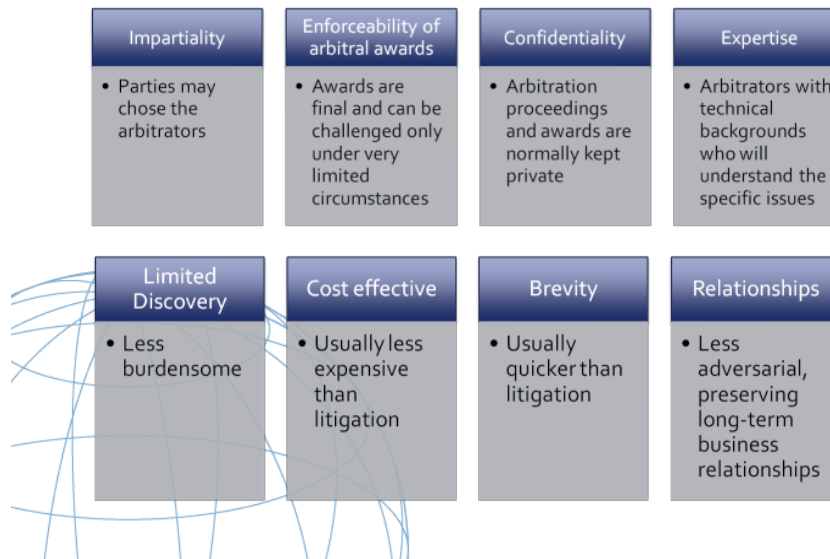 Impartiality
• Parties may
chose the
arbitrators
Enforceability of
arbitral awards
• Awards are
final and can be
challenged only
under very
limited
circumstances
Confidentiality
• Arbitration
proceedings
and awards are
normally kept
private
Expertise
• Arbitrators with
technical
backgrounds
who will
understand the
specific issues
Limited
Discovery
• Less
burdensome
Cost effective
• Usually less
expensive
than
litigation
Brevity
• Usually
quicker than
litigation
Relationships
• Less
adversarial,
preserving
long-term
business
relationships